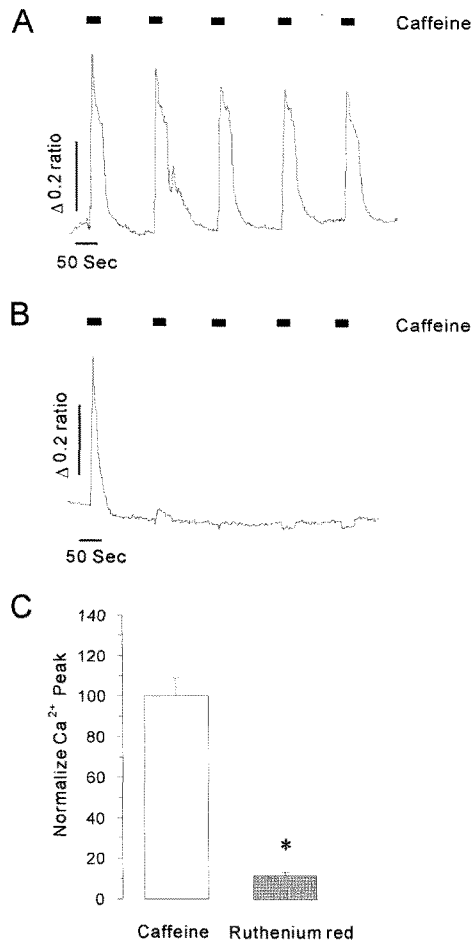 A
Caffeine
Δ 0.2 ratio
50 Sec
B
Caffeine
Δ 0.2 ratio
50 Sec
C
140
120
100
80
60
40
20
0
Normalize Ca²⁺ Peak
*
Caffeine Ruthenium red